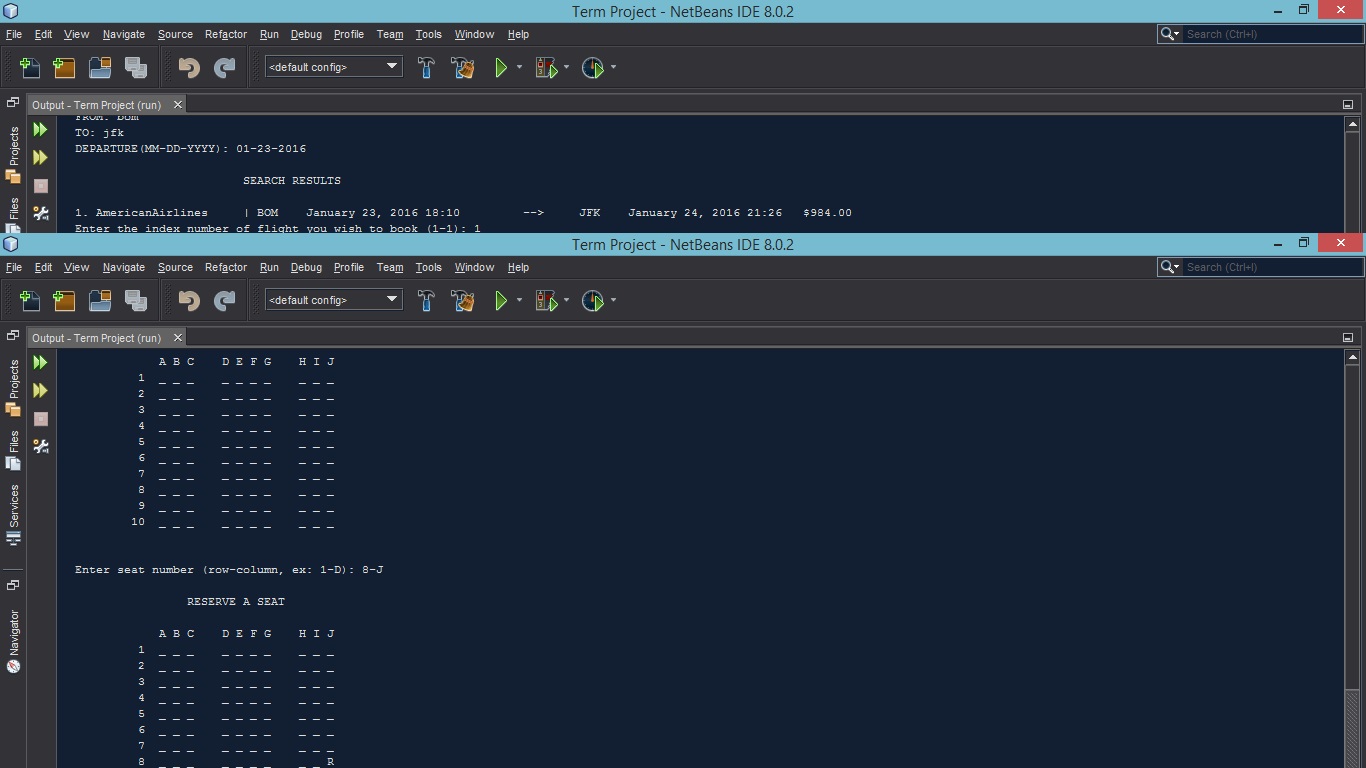 Term Project - NetBeans IDE 8.0.2
File Edit View Navigate Source Refactor Run Debug Profile Team Tools Window Help
Search (Ctrl+I)
<default config>
Output - Term Project (run)
Projects
Files
FROM: bom
TO: jfk
DEPARTURE(MM-DD-YYYY): 01-23-2016
SEARCH RESULTS
1. AmericanAirlines | BOM January 23, 2016 18:10 --> JFK January 24, 2016 21:26 $984.00
Enter the index number of flight you wish to book (1-1): 1
Term Project - NetBeans IDE 8.0.2
File Edit View Navigate Source Refactor Run Debug Profile Team Tools Window Help
Search (Ctrl+I)
<default config>
Output - Term Project (run)
Projects
Files
Services
Navigator
A B C D E F G H I J
1 _ _ _ _ _ _ _ _ _ _
2 _ _ _ _ _ _ _ _ _ _
3 _ _ _ _ _ _ _ _ _ _
4 _ _ _ _ _ _ _ _ _ _
5 _ _ _ _ _ _ _ _ _ _
6 _ _ _ _ _ _ _ _ _ _
7 _ _ _ _ _ _ _ _ _ _
8 _ _ _ _ _ _ _ _ _ _
9 _ _ _ _ _ _ _ _ _ _
10 _ _ _ _ _ _ _ _ _ _
Enter seat number (row-column, ex: 1-D): 8-J
RESERVE A SEAT
A B C D E F G H I J
1 _ _ _ _ _ _ _ _ _ _
2 _ _ _ _ _ _ _ _ _ _
3 _ _ _ _ _ _ _ _ _ _
4 _ _ _ _ _ _ _ _ _ _
5 _ _ _ _ _ _ _ _ _ _
6 _ _ _ _ _ _ _ _ _ _
7 _ _ _ _ _ _ _ _ _ _
8 _ _ _ _ _ _ _ _ _ R